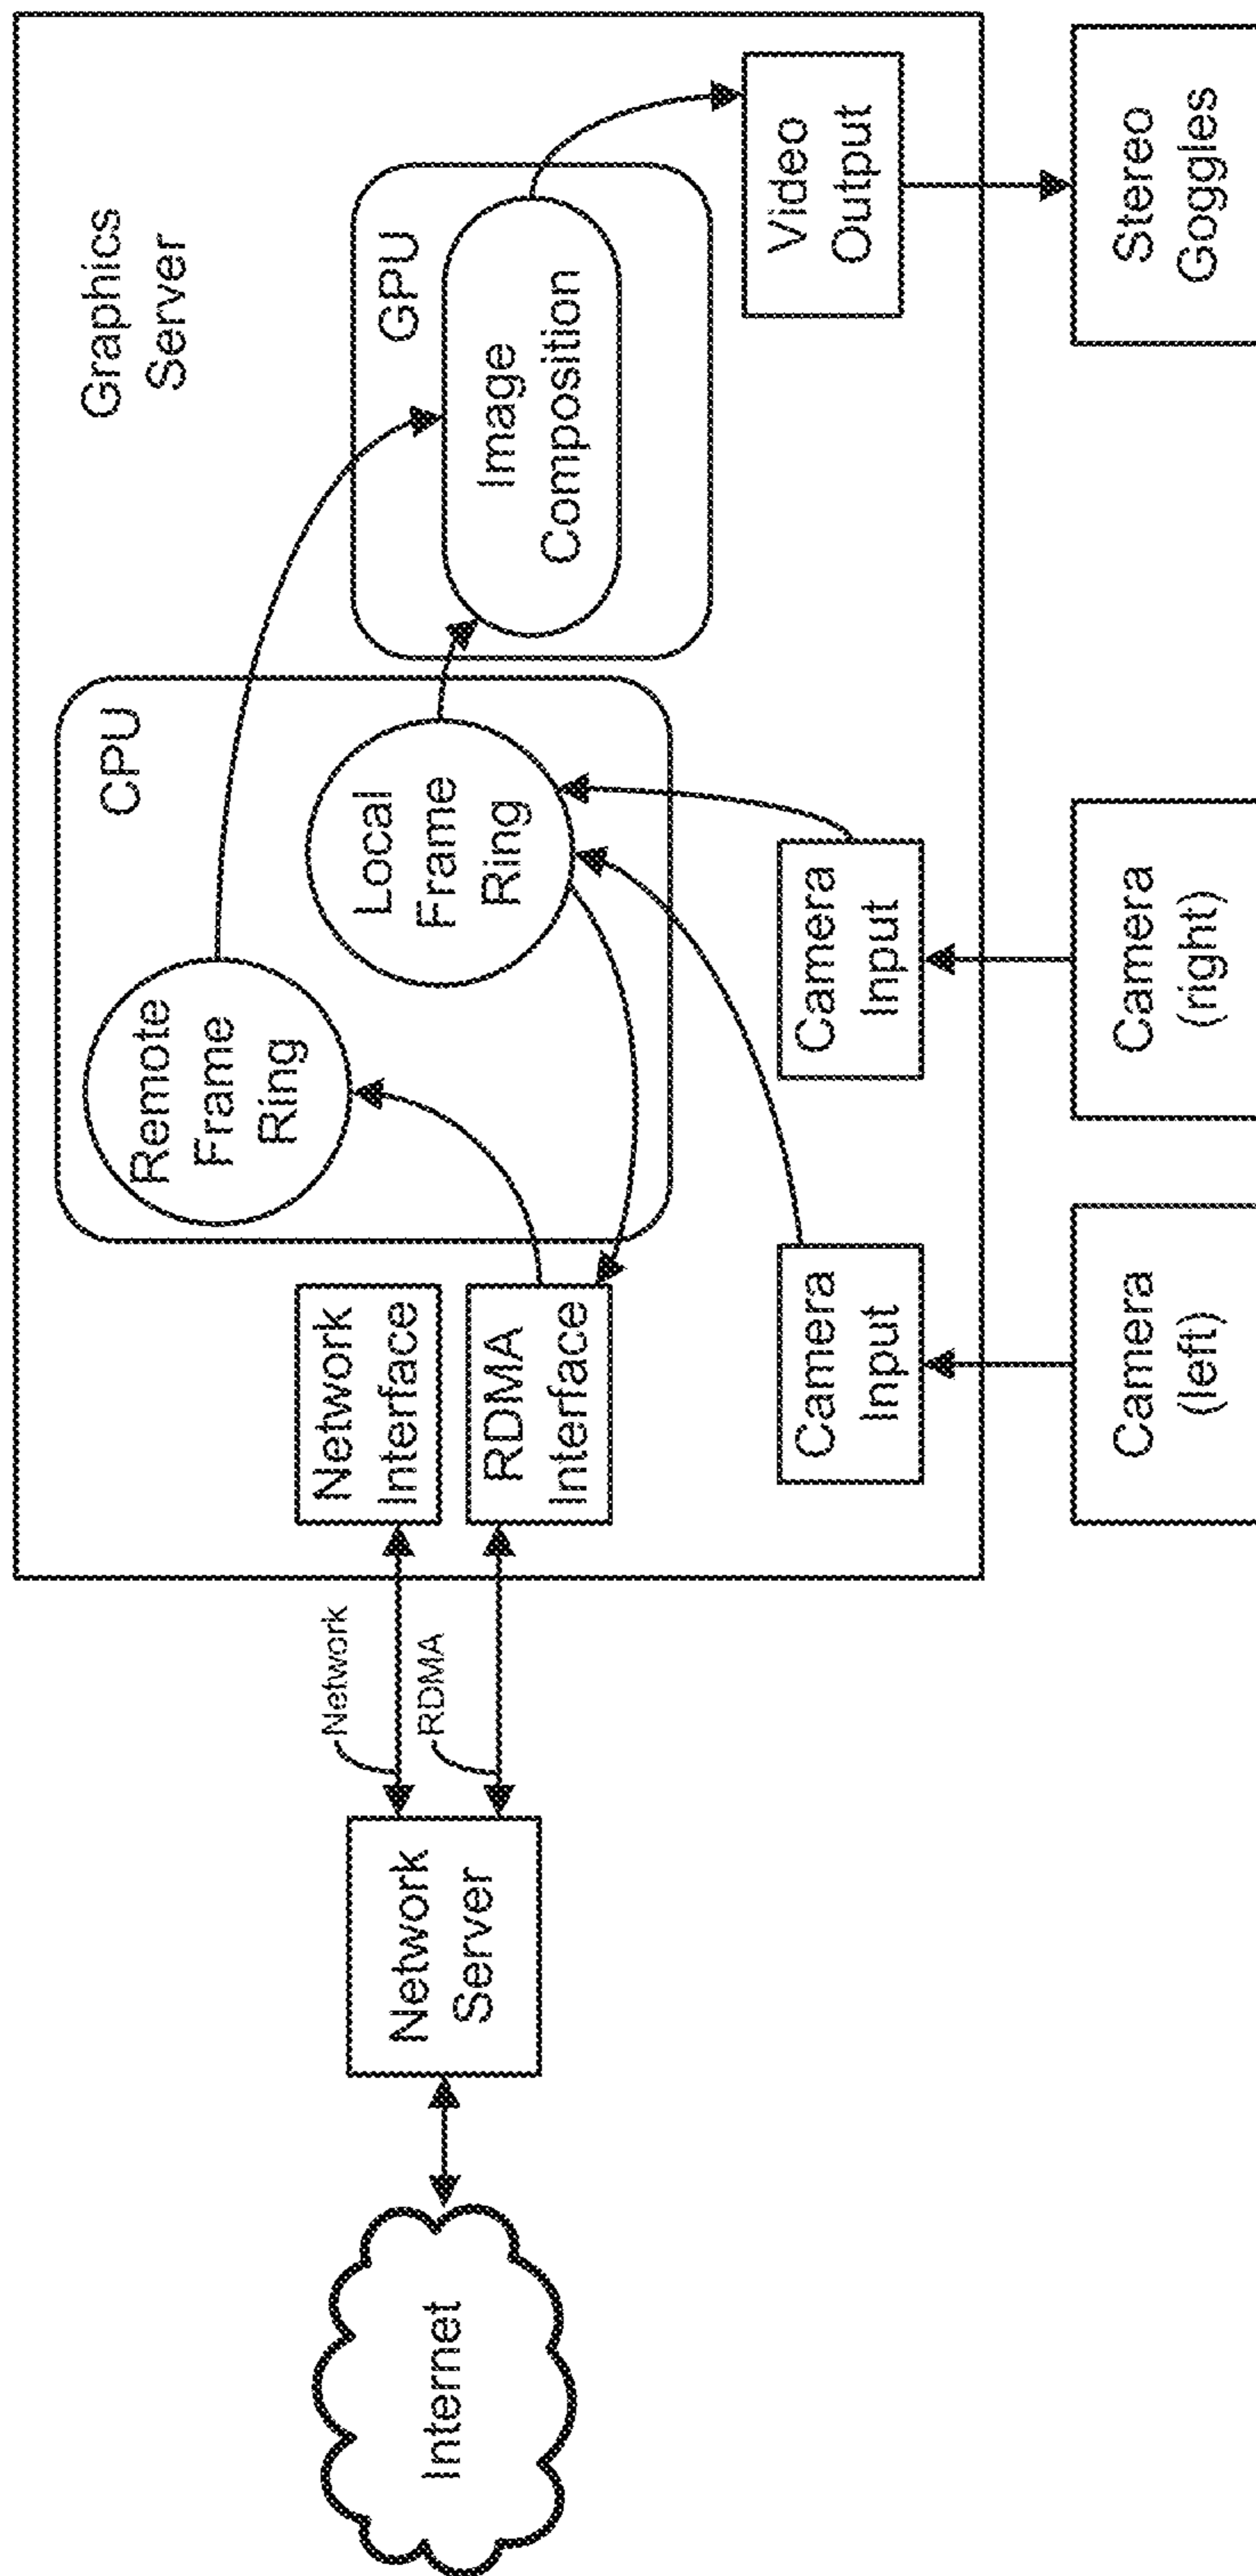 Graphics
Server
CPU
GPU
Remote
Frame
Ring
Local
Frame
Ring
Image
Composition
Network
Interface
RDMA
Interface
Network
RDMA
Internet
Network
Server
Camera
Input
Camera
Input
Video
Output
Camera
(left)
Camera
(right)
Stereo
Goggles